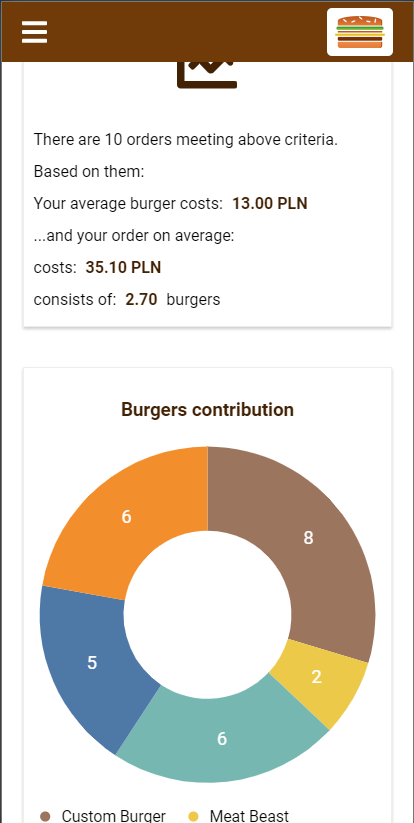 There are 10 orders meeting above criteria.
Based on them:
Your average burger costs: 13.00 PLN
...and your order on average:
costs: 35.10 PLN
consists of: 2.70 burgers
Burgers contribution
6
8
5
2
6
Custom Burger
Meat Beast